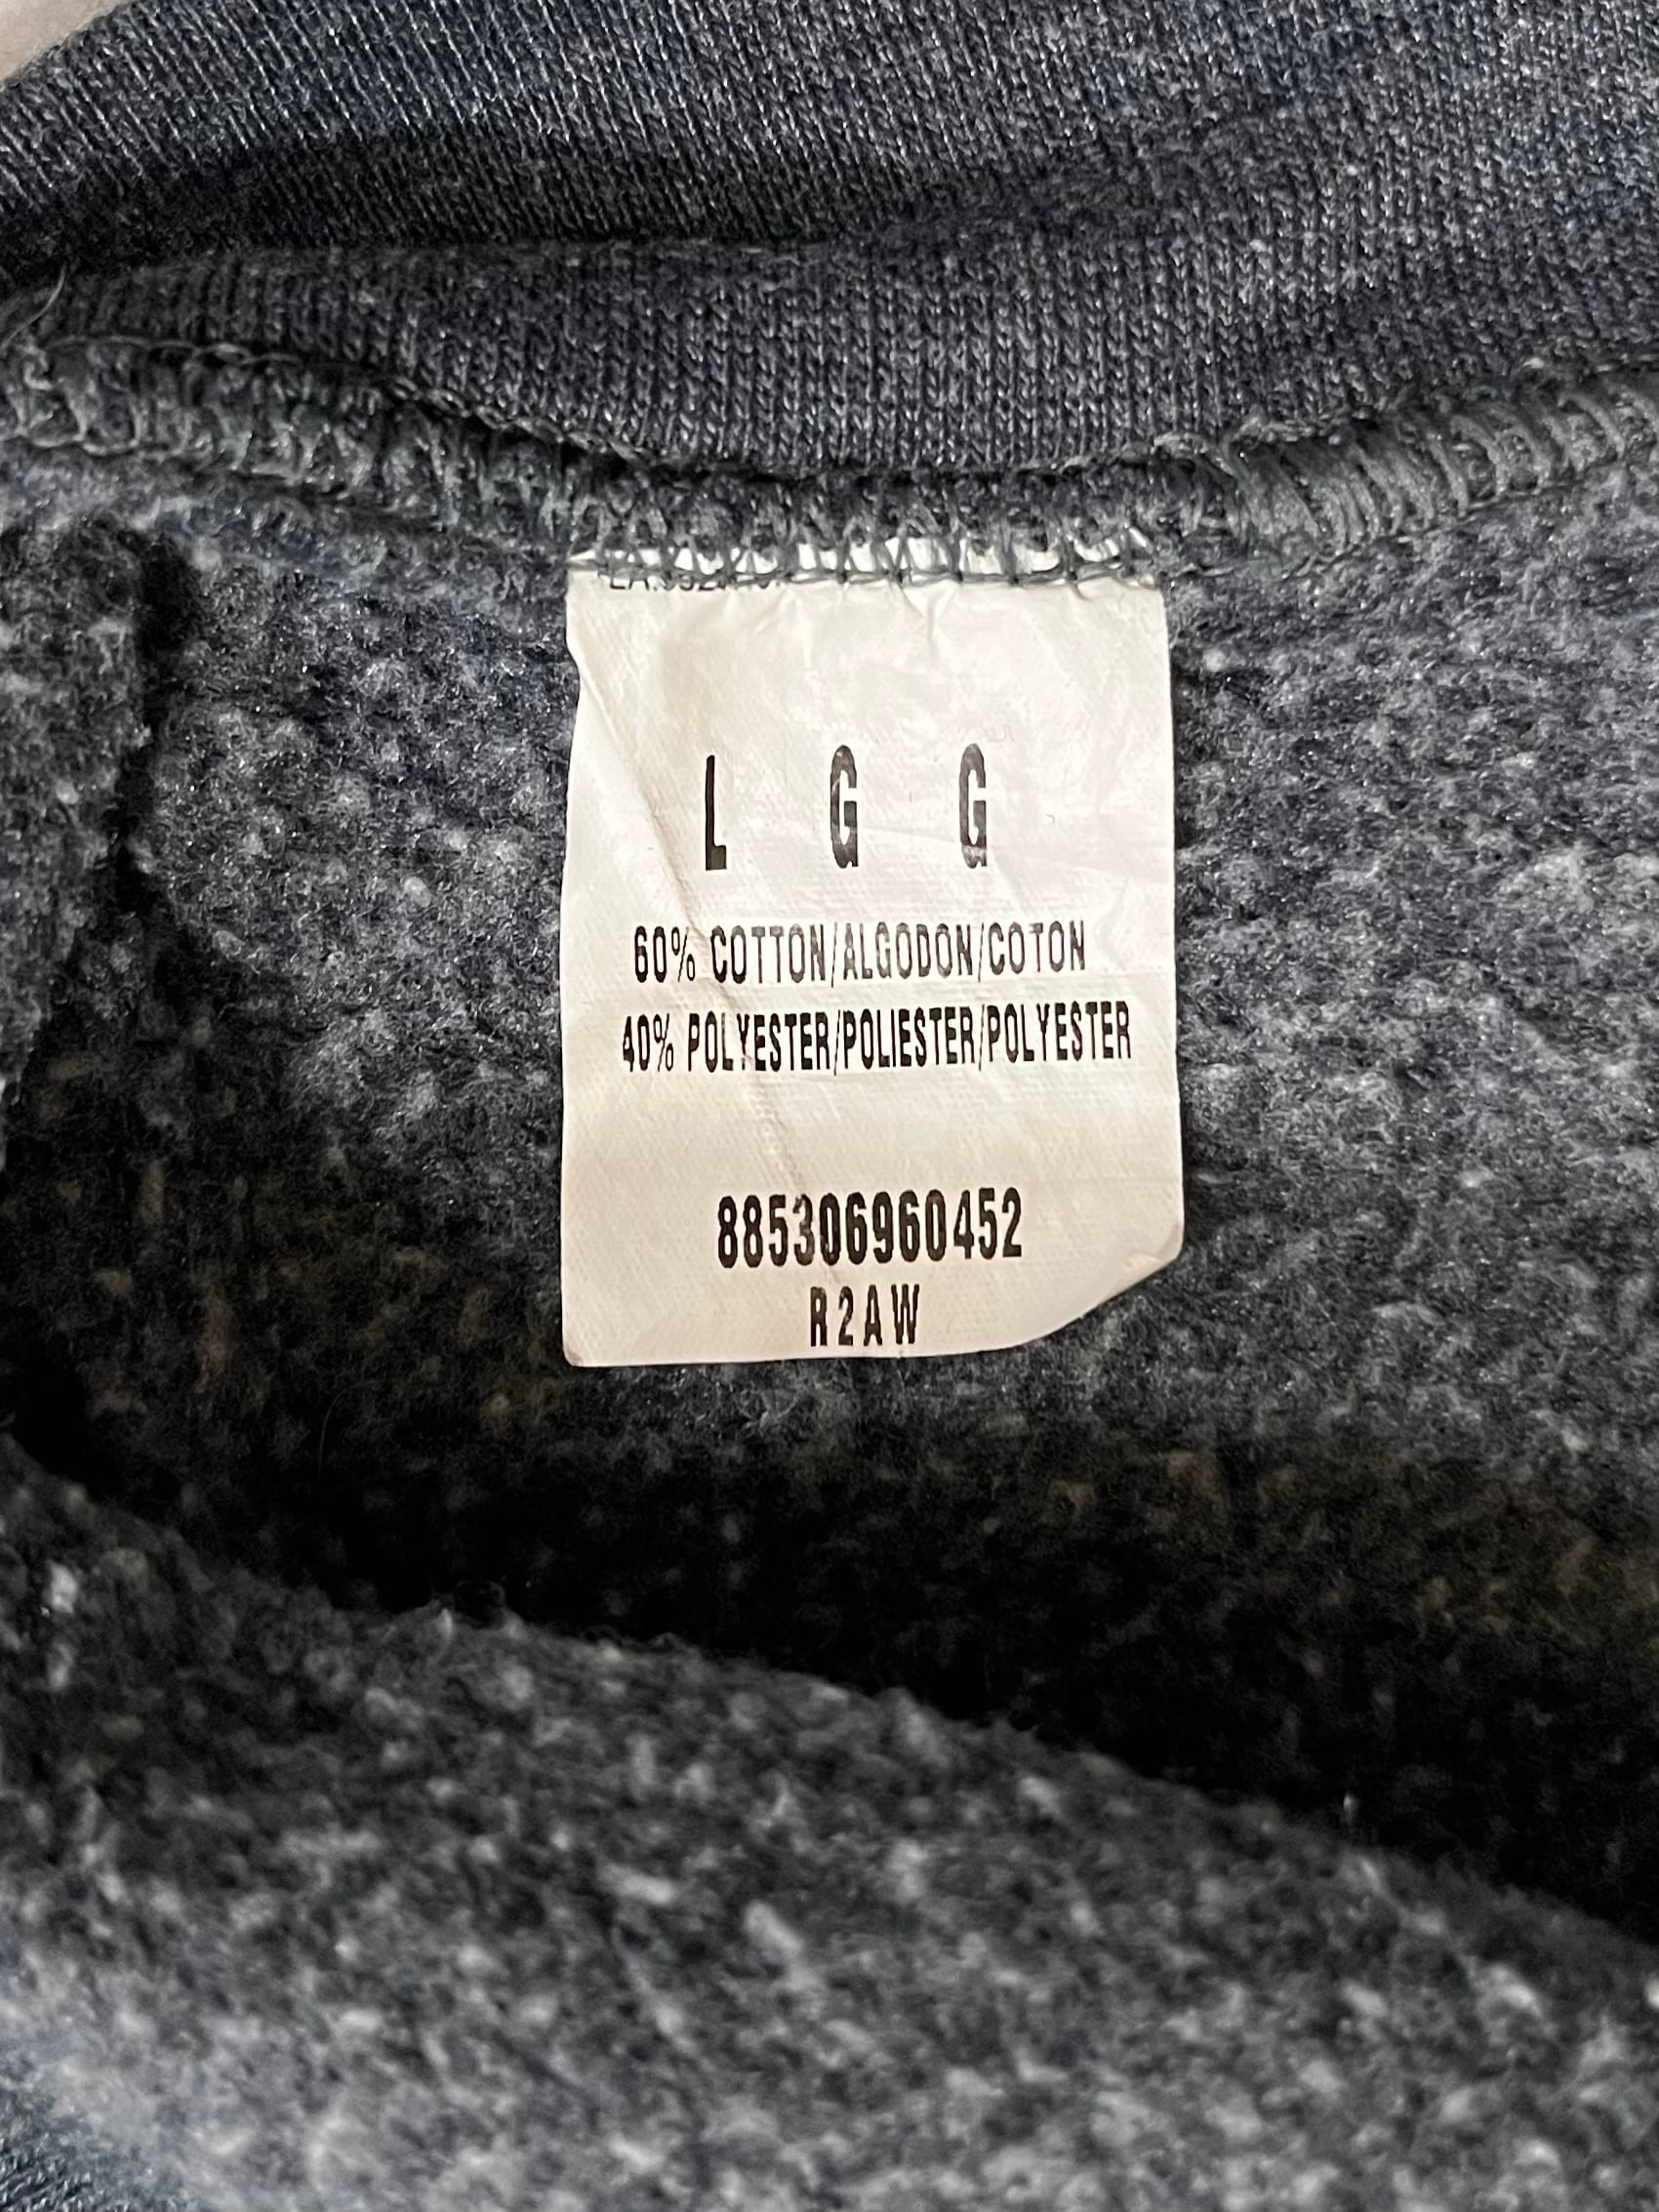 L G G
60% COTTON/ALGODON/COTON
40% POLYESTER/POLIESTER/POLYESTER
885306960452
R2AW